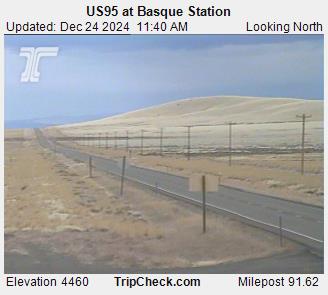 US95 at Basque Station
Updated: Dec 24 2024 11:40 AM Looking North
Elevation 4460 TripCheck.com Milepost 91.62